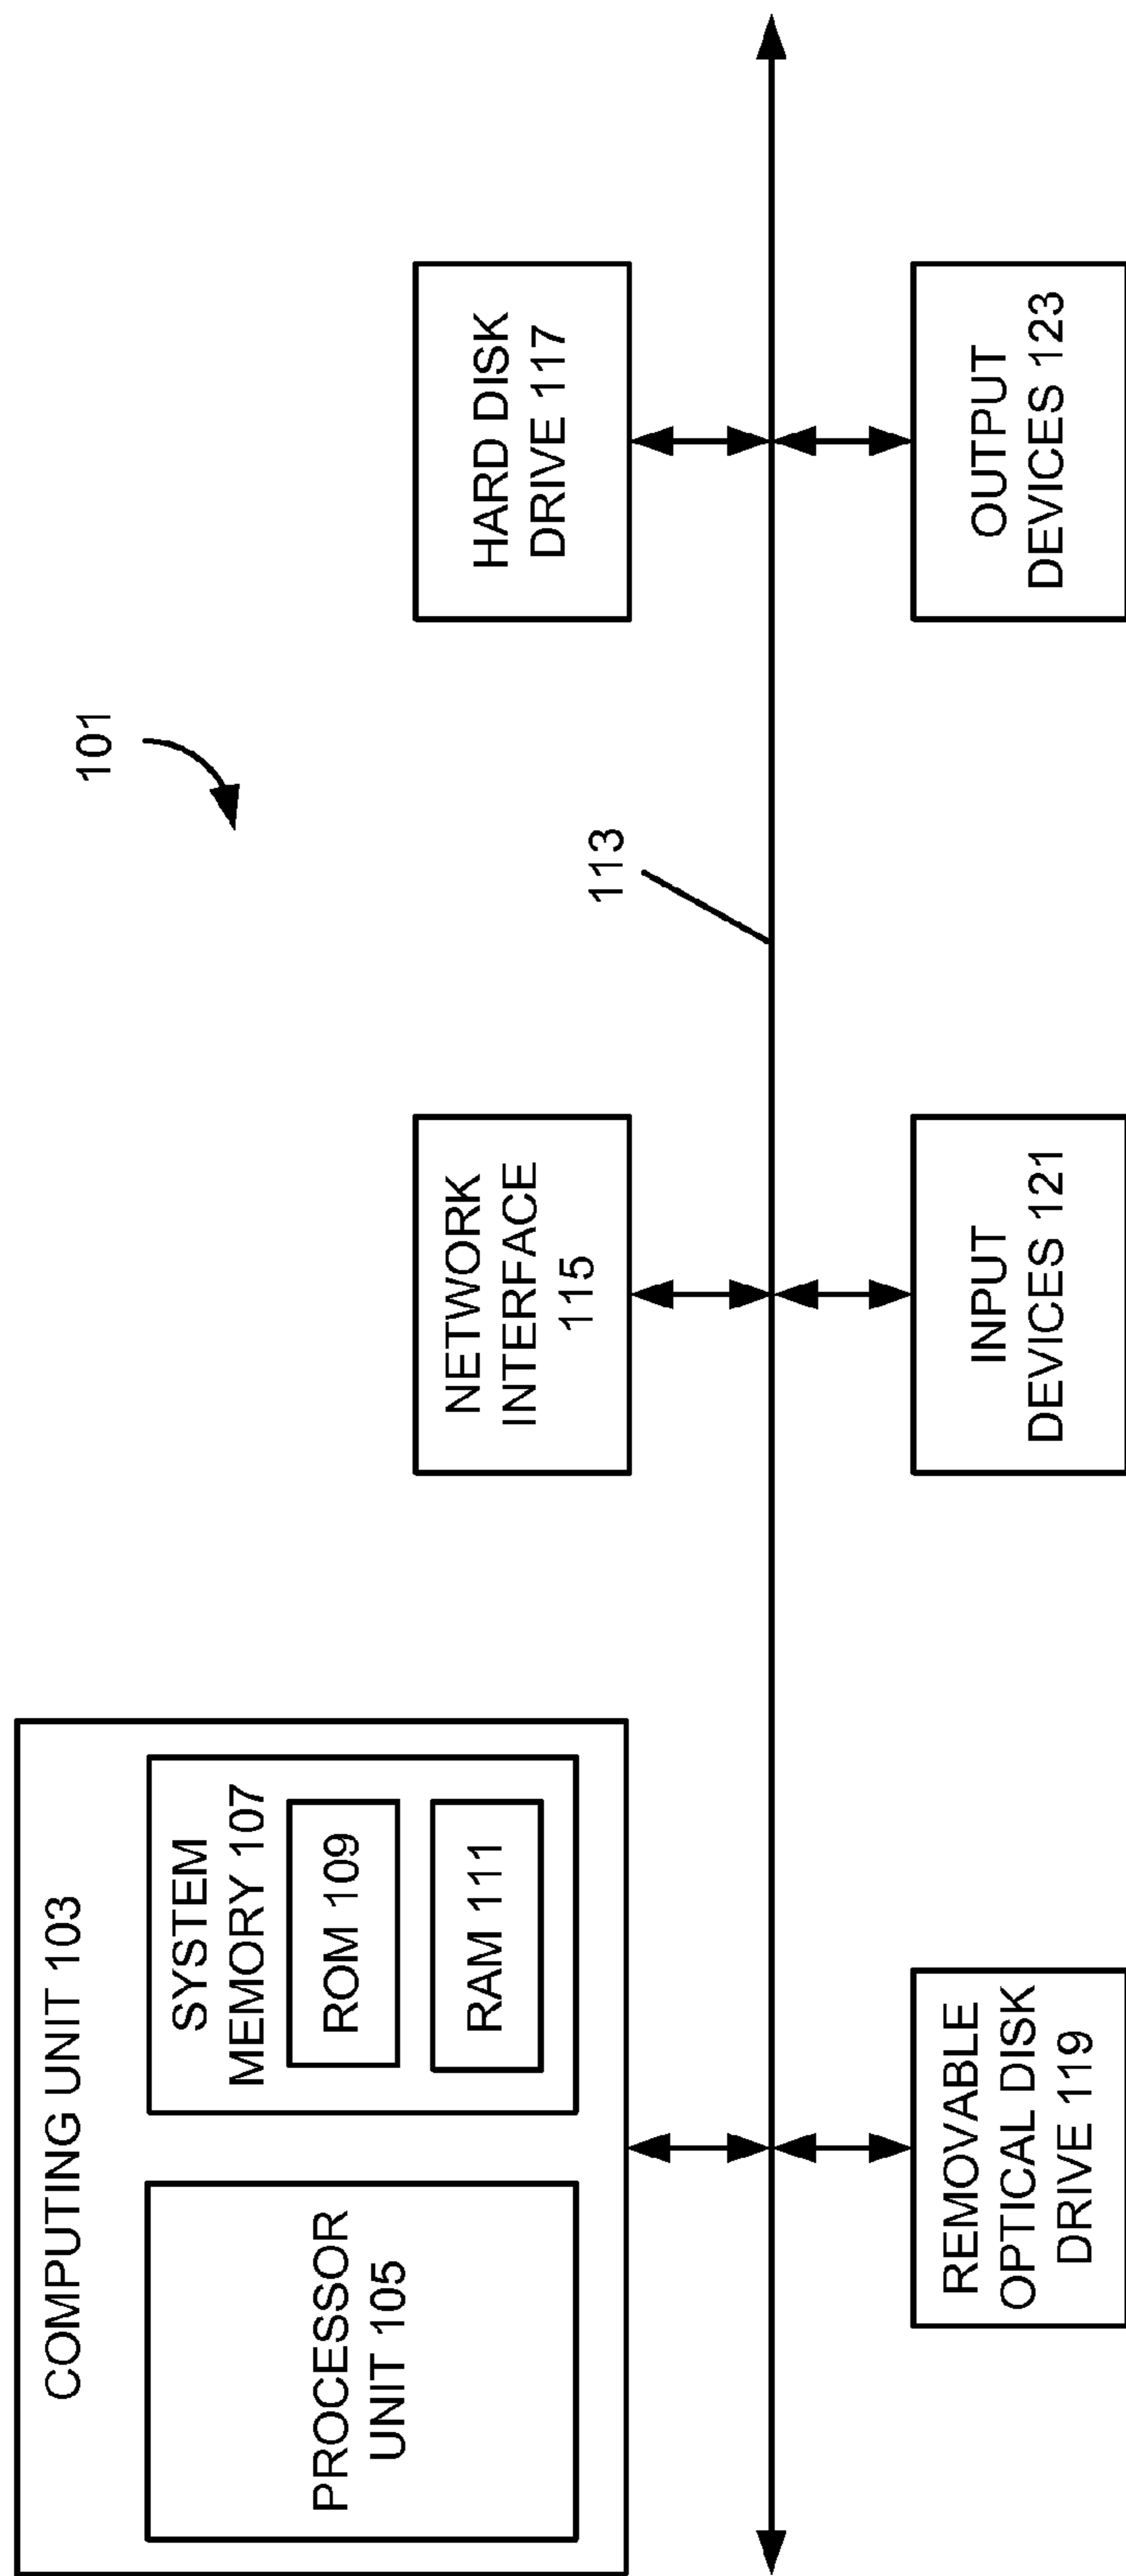 COMPUTING UNIT 103
PROCESSOR
UNIT 105
SYSTEM
MEMORY 107
ROM 109
RAM 111
101
NETWORK
INTERFACE
115
HARD DISK
DRIVE 117
113
REMOVABLE
OPTICAL DISK
DRIVE 119
INPUT
DEVICES 121
OUTPUT
DEVICES 123